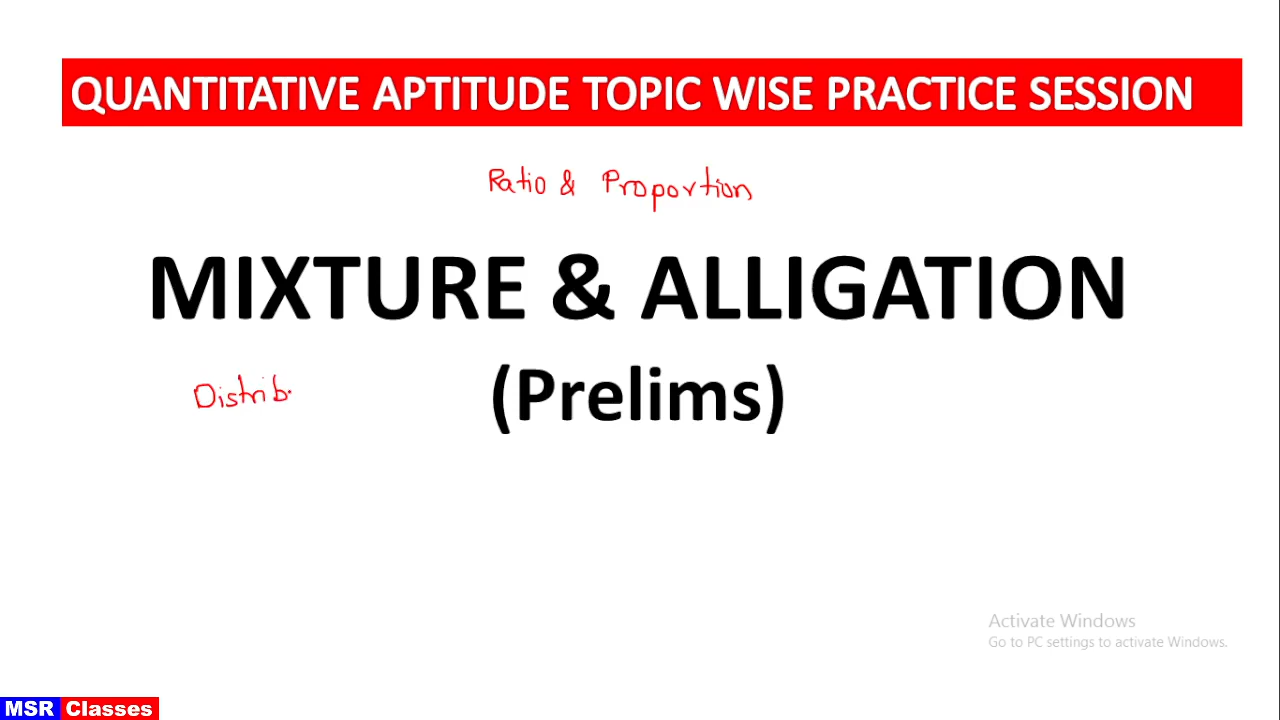 QUANTITATIVE APTITUDE TOPIC WISE PRACTICE SESSION
Ratio & Proportion
MIXTURE & ALLIGATION
(Prelims)
Distrib.
Activate Windows
Go to PC settings to activate Windows.
MSR Classes